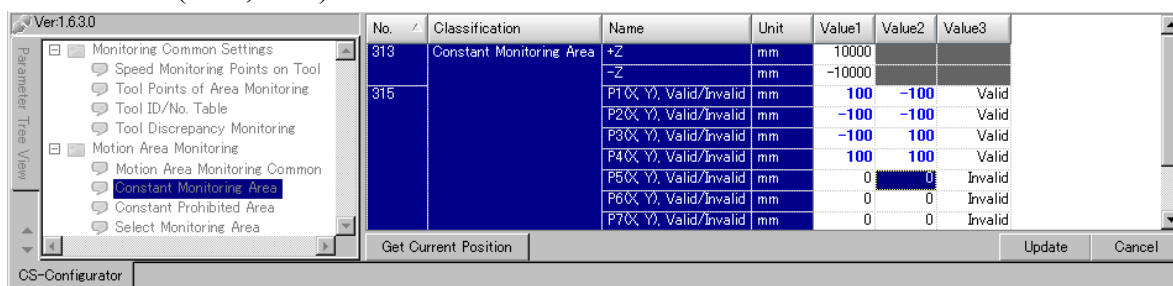 Ver:1.6.3.0
Parameter Tree View
Monitoring Common Settings
Speed Monitoring Points on Tool
Tool Points of Area Monitoring
Tool ID/No. Table
Tool Discrepancy Monitoring
Motion Area Monitoring
Motion Area Monitoring Common
Constant Monitoring Area
Constant Prohibited Area
Select Monitoring Area
No. Classification Name Unit Value1 Value2 Value3
313 Constant Monitoring Area +Z mm 10000
-Z mm -10000
315 P1(X, Y), Valid/Invalid mm 100 -100 Valid
P2(X, Y), Valid/Invalid mm -100 -100 Valid
P3(X, Y), Valid/Invalid mm -100 100 Valid
P4(X, Y), Valid/Invalid mm 100 100 Valid
P5(X, Y), Valid/Invalid mm 0 0 Invalid
P6(X, Y), Valid/Invalid mm 0 0 Invalid
P7(X, Y), Valid/Invalid mm 0 0 Invalid
Get Current Position Update Cancel
CS-Configurator